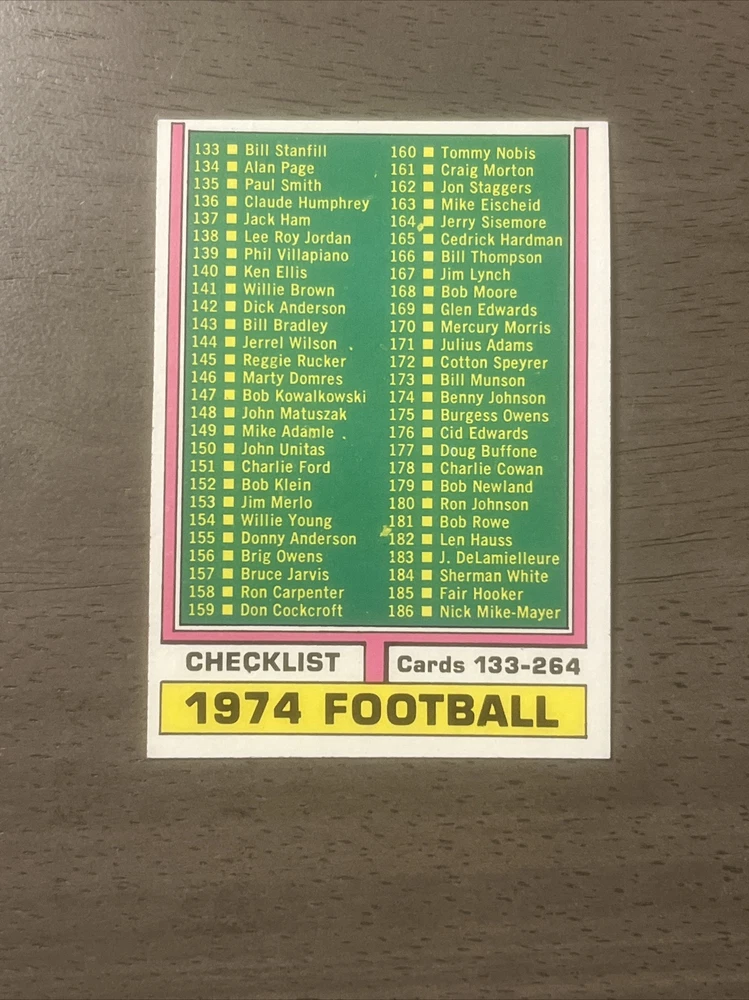 133 ■ Bill Stanfill
134 ■ Alan Page
135 ■ Paul Smith
136 ■ Claude Humphrey
137 ■ Jack Ham
138 ■ Lee Roy Jordan
139 ■ Phil Villapiano
140 ■ Ken Ellis
141 ■ Willie Brown
142 ■ Dick Anderson
143 ■ Bill Bradley
144 ■ Jerrel Wilson
145 ■ Reggie Rucker
146 ■ Marty Domres
147 ■ Bob Kowalkowski
148 ■ John Matuszak
149 ■ Mike Adamle
150 ■ John Unitas
151 ■ Charlie Ford
152 ■ Bob Klein
153 ■ Jim Merlo
154 ■ Willie Young
155 ■ Donny Anderson
156 ■ Brig Owens
157 ■ Bruce Jarvis
158 ■ Ron Carpenter
159 ■ Don Cockcroft
160 ■ Tommy Nobis
161 ■ Craig Morton
162 ■ Jon Staggers
163 ■ Mike Eischeid
164 ■ Jerry Sisemore
165 ■ Cedrick Hardman
166 ■ Bill Thompson
167 ■ Jim Lynch
168 ■ Bob Moore
169 ■ Glen Edwards
170 ■ Mercury Morris
171 ■ Julius Adams
172 ■ Cotton Speyrer
173 ■ Bill Munson
174 ■ Benny Johnson
175 ■ Burgess Owens
176 ■ Cid Edwards
177 ■ Doug Buffone
178 ■ Charlie Cowan
179 ■ Bob Newland
180 ■ Ron Johnson
181 ■ Bob Rowe
182 ■ Len Hauss
183 ■ J. DeLamielleure
184 ■ Sherman White
185 ■ Fair Hooker
186 ■ Nick Mike-Mayer
CHECKLIST
Cards 133-264
1974 FOOTBALL